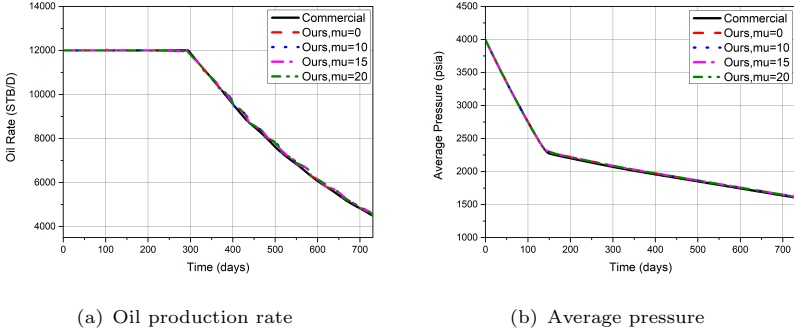 14000
12000
10000
8000
6000
4000
0
100
200
300
400
500
600
700
Oil Rate (STB/D)
Time (days)
Commercial
Ours,mu=0
Ours,mu=10
Ours,mu=15
Ours,mu=20
(a) Oil production rate
4500
4000
3500
3000
2500
2000
1500
1000
0
100
200
300
400
500
600
700
Average Pressure (psia)
Time (days)
Commercial
Ours,mu=0
Ours,mu=10
Ours,mu=15
Ours,mu=20
(b) Average pressure